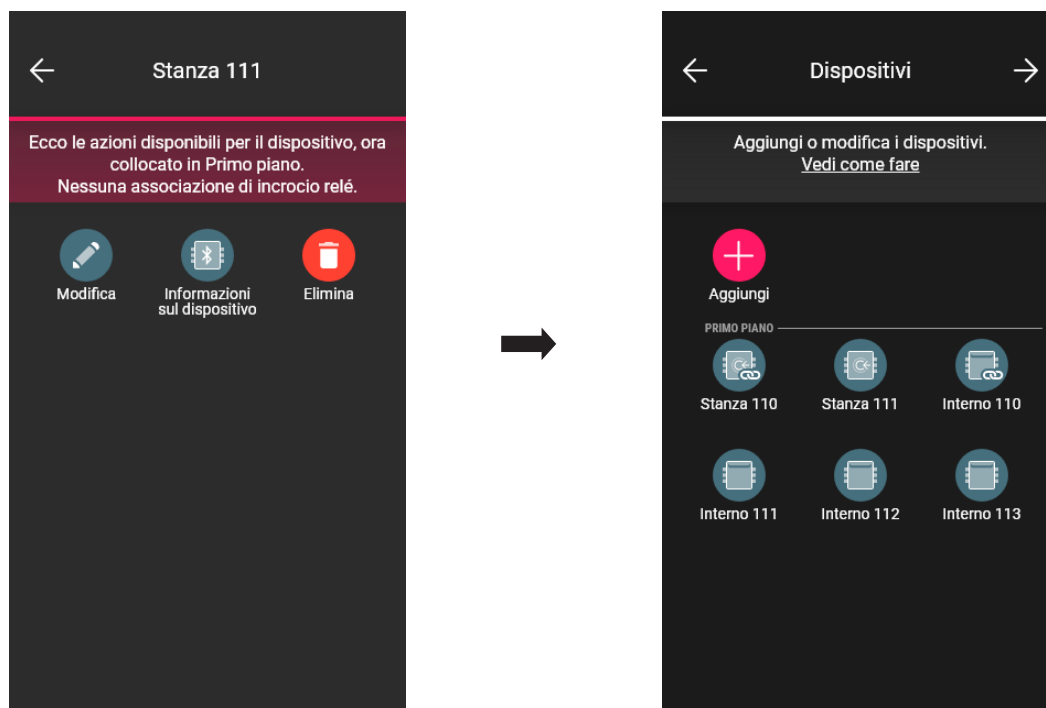 Stanza 111
Ecco le azioni disponibili per il dispositivo, ora
collocato in Primo piano.
Nessuna associazione di incrocio relé.
Modifica
Informazioni
sul dispositivo
Elimina
Dispositivi
Aggiungi o modifica i dispositivi.
Vedi come fare
Aggiungi
PRIMO PIANO
Stanza 110
Stanza 111
Interno 110
Interno 111
Interno 112
Interno 113